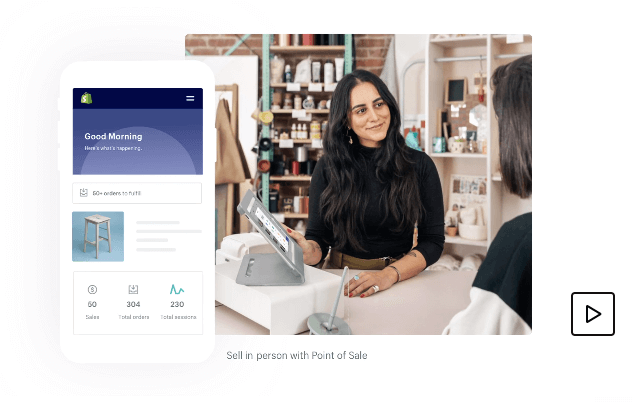 Good Morning
Here's what's happening.
50+ orders to fulfill
50
304
230
Sales
Total orders
Total sessions
Sell in person with Point of Sale